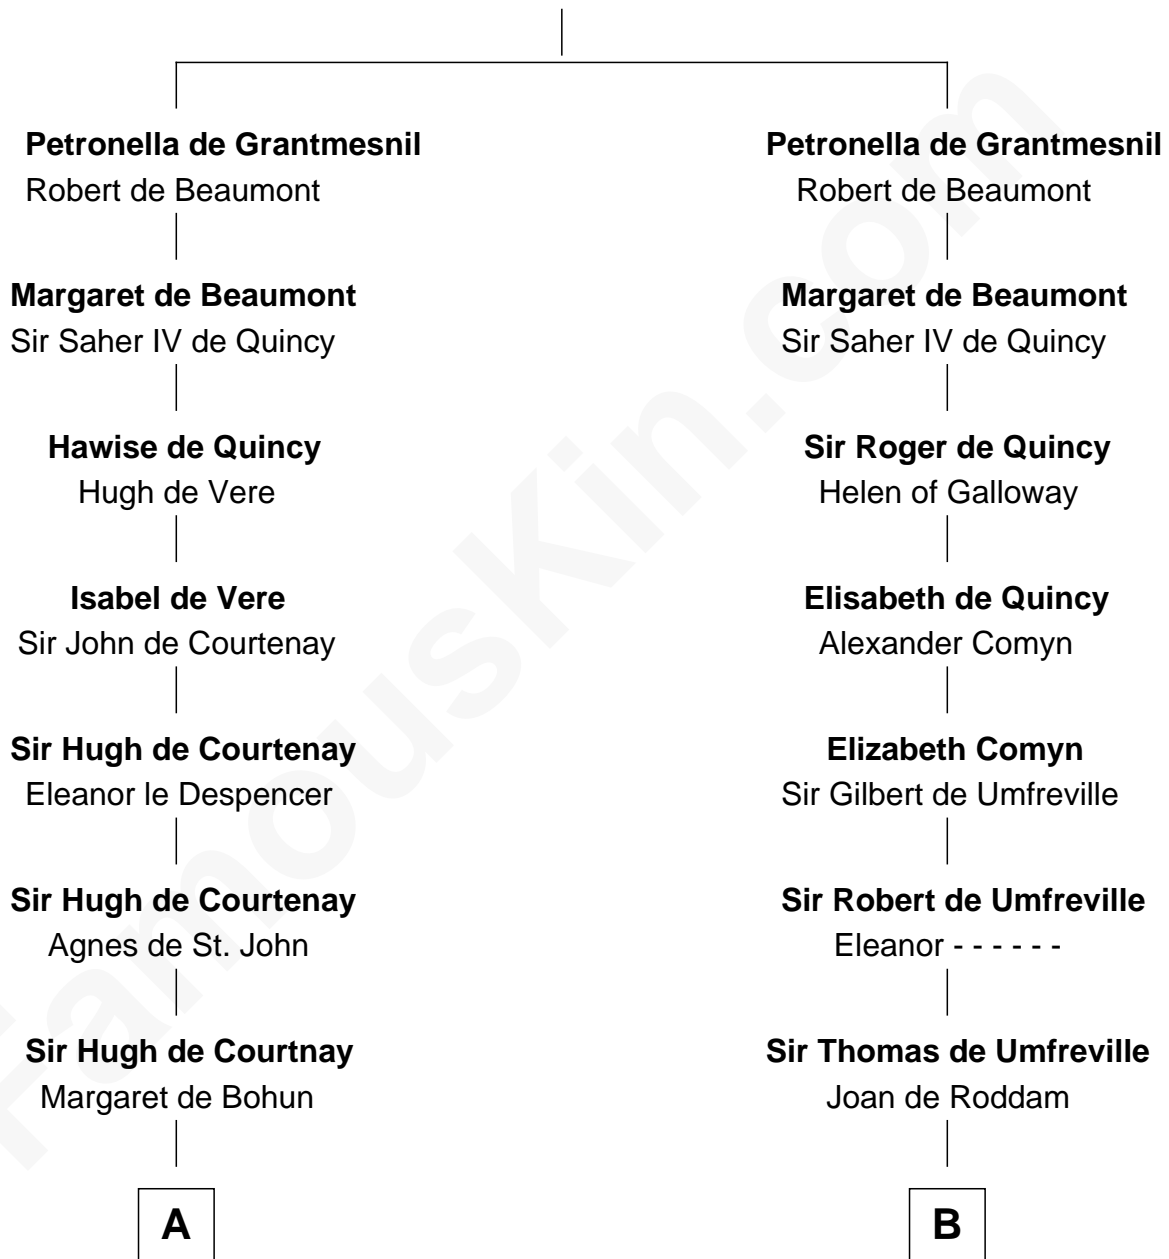 Petronella de Grantmesnil
Robert de Beaumont
Margaret de Beaumont
Sir Saher IV de Quincy
Hawise de Quincy
Hugh de Vere
Isabel de Vere
Sir John de Courtenay
Sir Hugh de Courtenay
Eleanor le Despencer
Sir Hugh de Courtenay
Agnes de St. John
Sir Hugh de Courtnay
Margaret de Bohun
A
Petronella de Grantmesnil
Robert de Beaumont
Margaret de Beaumont
Sir Saher IV de Quincy
Sir Roger de Quincy
Helen of Galloway
Elisabeth de Quincy
Alexander Comyn
Elizabeth Comyn
Sir Gilbert de Umfreville
Sir Robert de Umfreville
Eleanor - - - - - -
Sir Thomas de Umfreville
Joan de Roddam
B
FamousKin.com